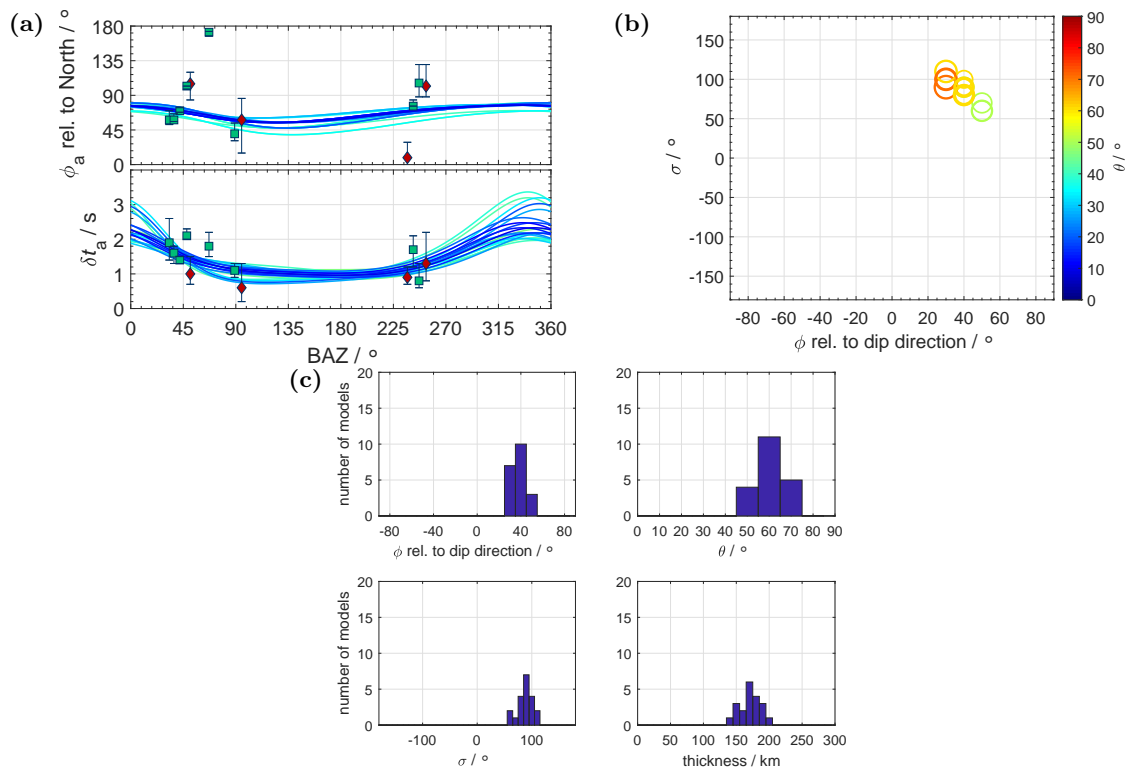 (a)
180
135
90
45
0
ϕa rel. to North / °
3
2
1
0
δta / s
0 45 90 135 180 225 270 315 360
BAZ / °
(b)
150
100
50
0
-50
-100
-150
σ / °
-80 -60 -40 -20 0 20 40 60 80
ϕ rel. to dip direction / °
90
80
70
60
50
40
30
20
10
0
θ / °
(c)
20
15
10
5
0
number of models
-80 -40 0 40 80
ϕ rel. to dip direction / °
20
15
10
5
0
0 10 20 30 40 50 60 70 80 90
θ / °
20
15
10
5
0
number of models
-100 0 100
σ / °
20
15
10
5
0
0 50 100 150 200 250 300
thickness / km